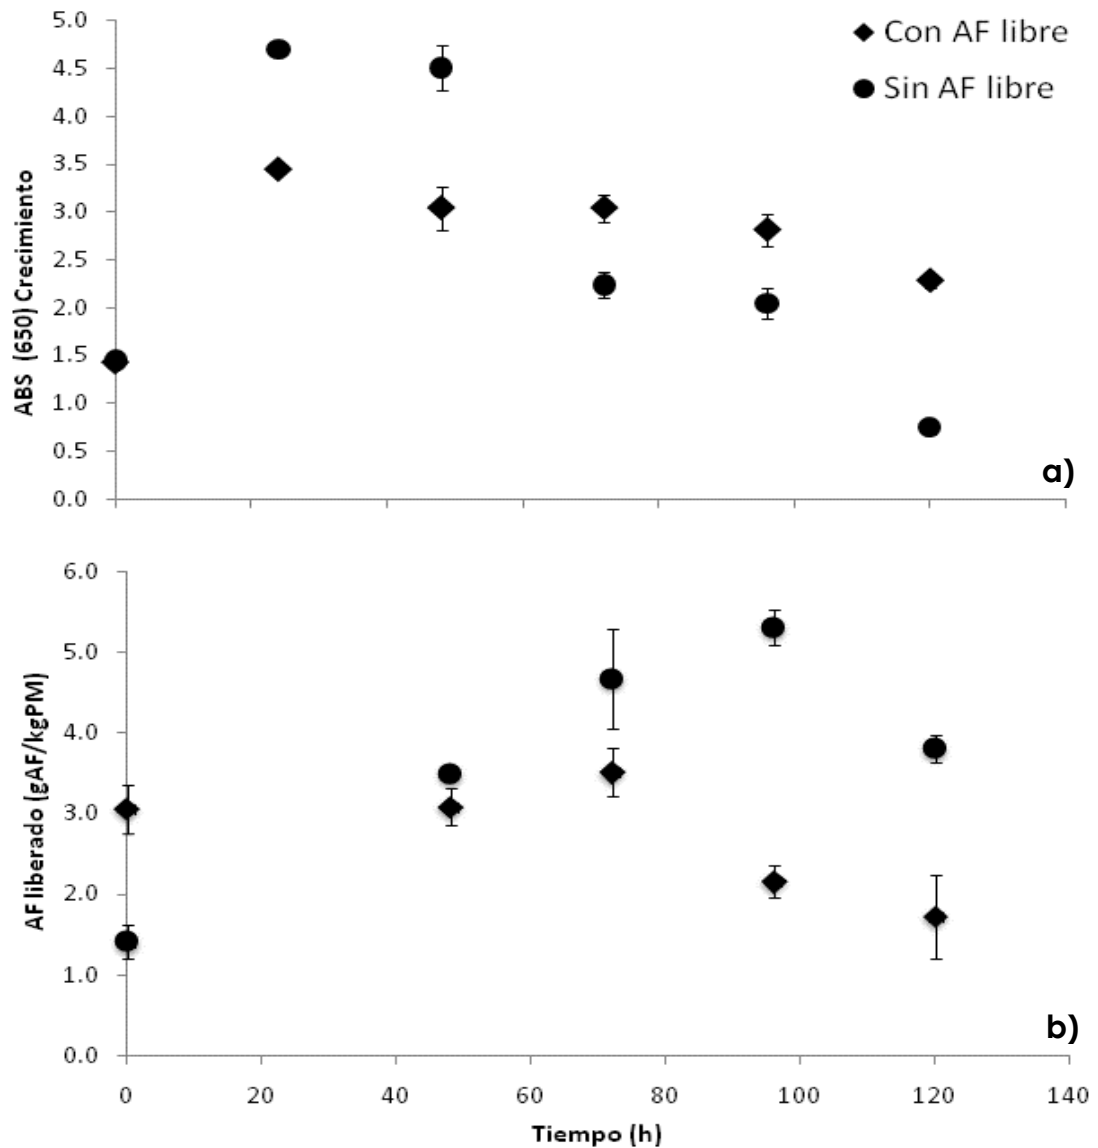 Con AF libre
Sin AF libre
ABS (650) Crecimiento
5.0
4.5
4.0
3.5
3.0
2.5
2.0
1.5
1.0
0.5
0.0
a)
AF liberado (gAF/kgPM)
6.0
5.0
4.0
3.0
2.0
1.0
0.0
b)
0 20 40 60 80 100 120 140
Tiempo (h)